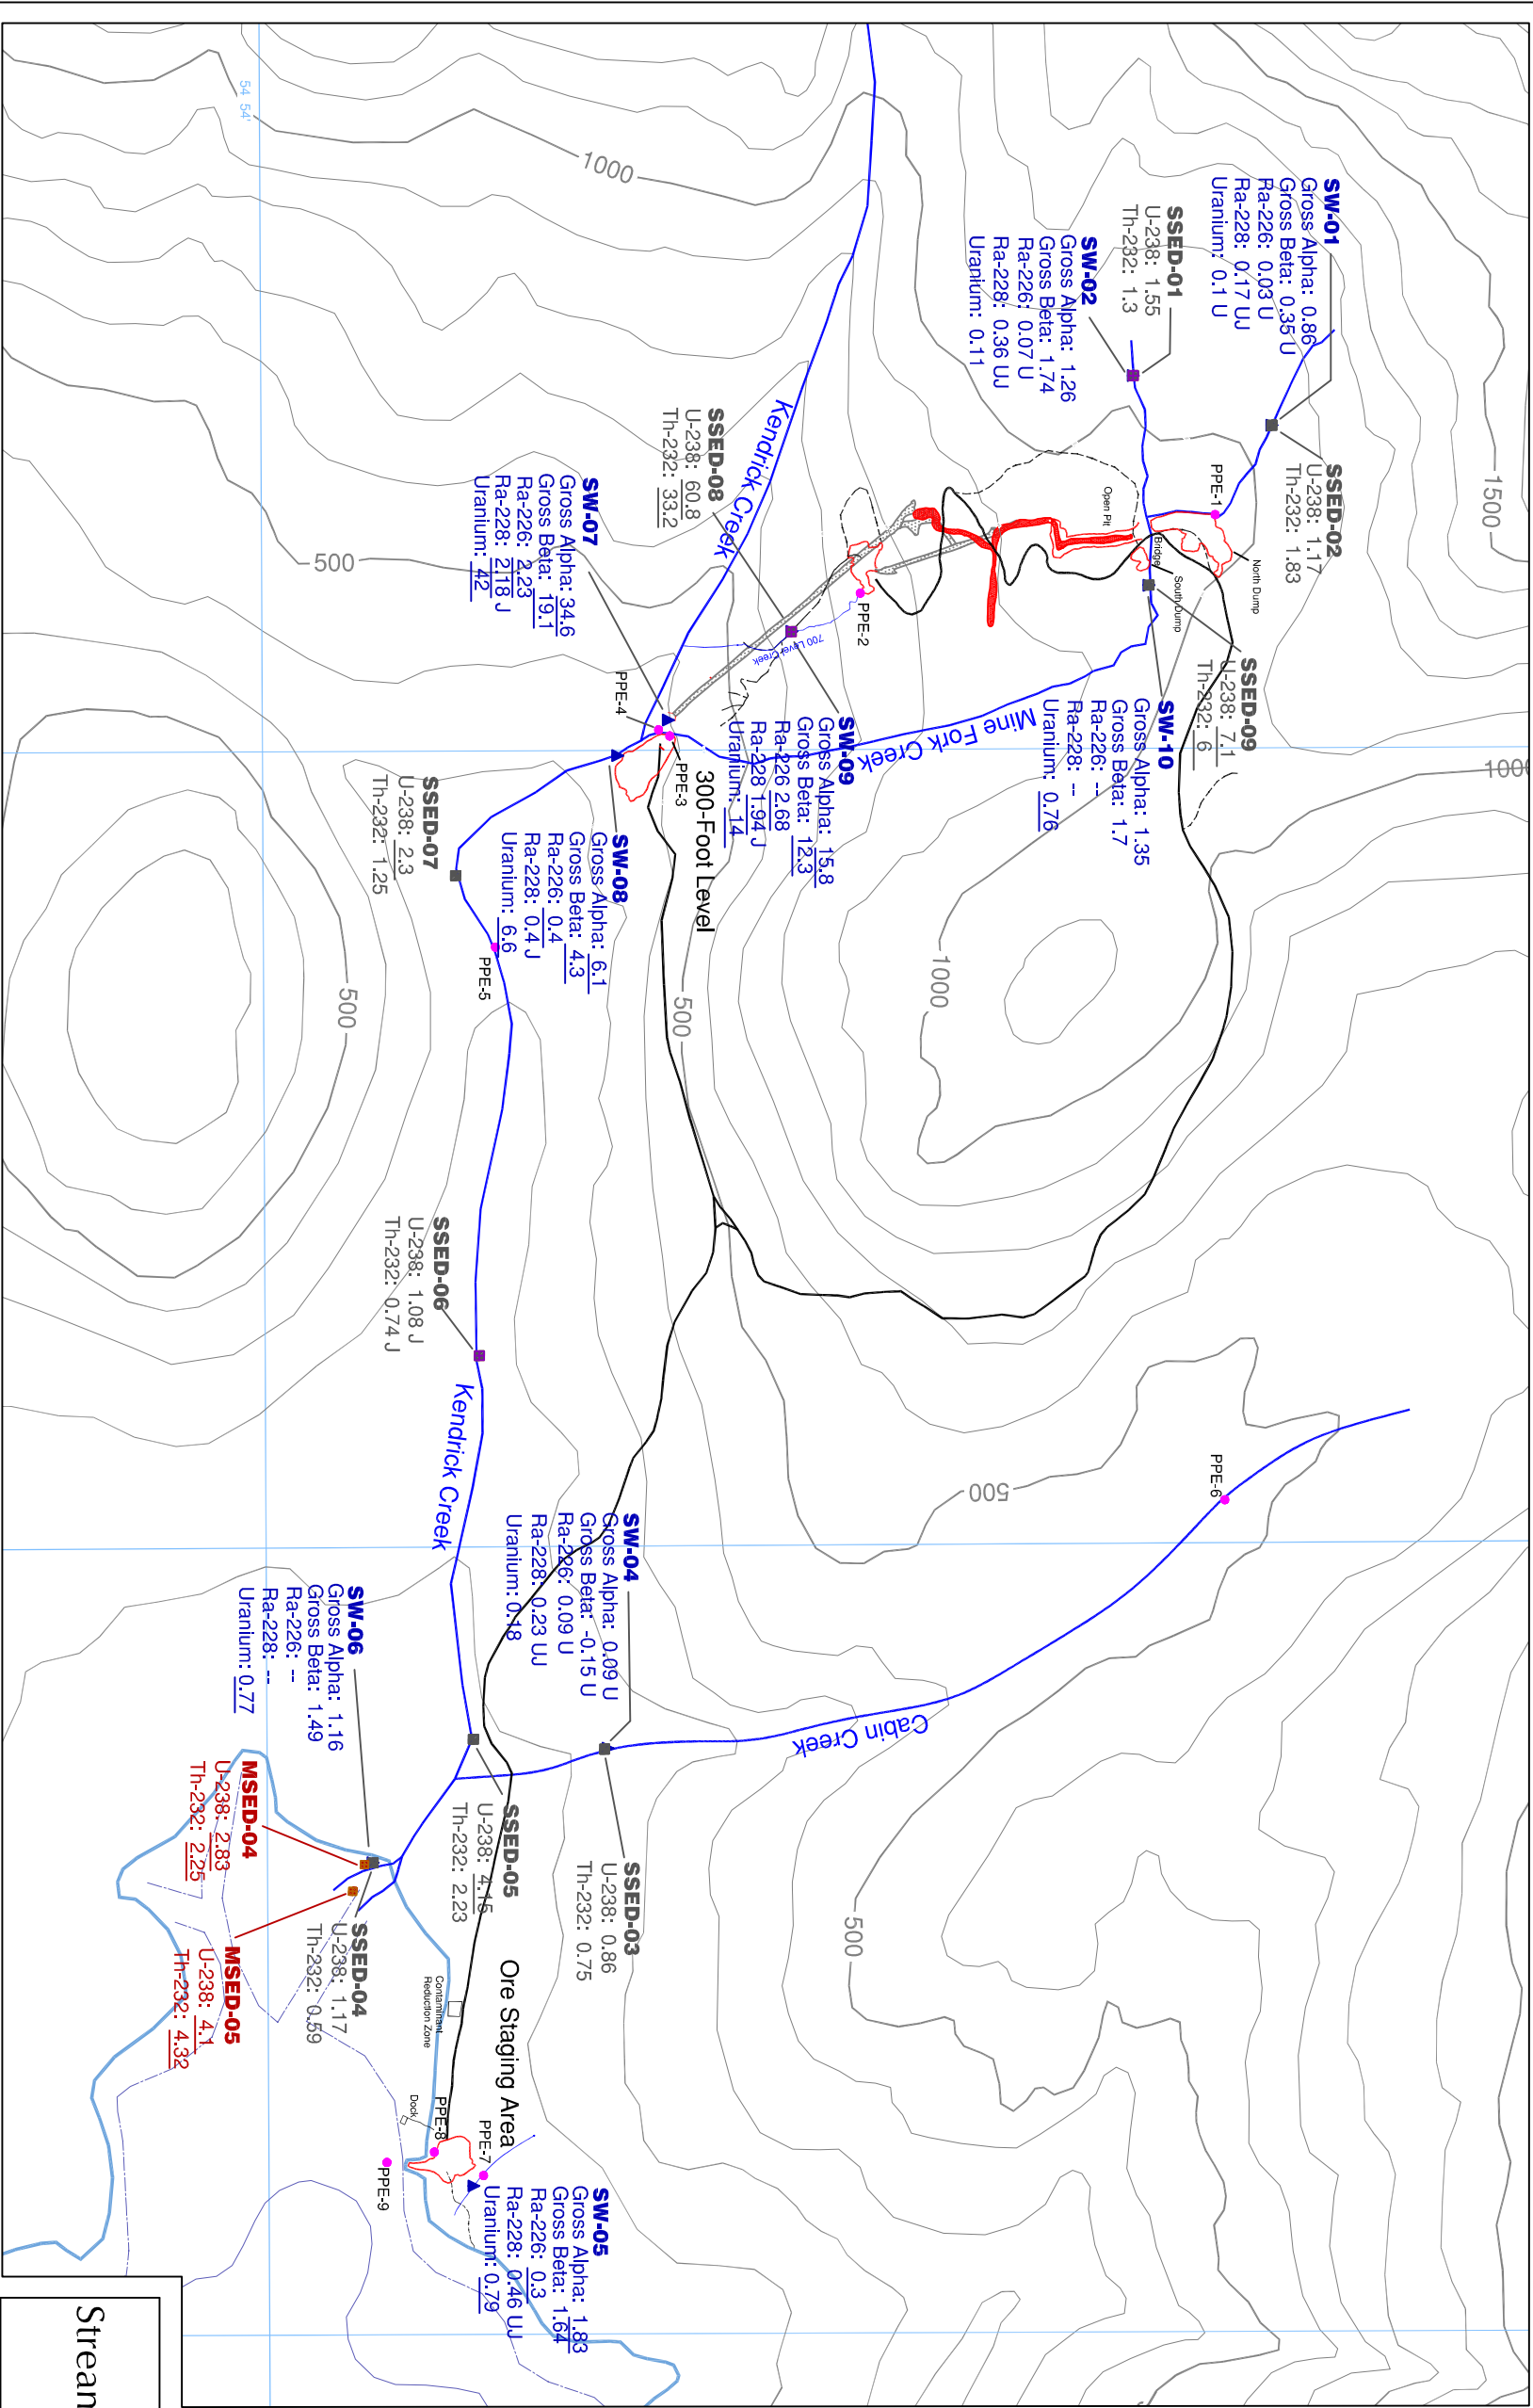 54 54'
1000
1500
SW-01
Gross Alpha: 0.86
Gross Beta: 0.35 U
Ra-226: 0.03 U
Ra-228: 0.17 UJ
Uranium: 0.1 U
SSED-01
U-238: 1.55
Th-232: 1.3
SW-02
Gross Alpha: 1.26
Gross Beta: 1.74
Ra-226: 0.07 U
Ra-228: 0.36 UJ
Uranium: 0.11
SSED-02
U-238: 1.17
Th-232: 1.83
PPE-1
North Dump
Open Pit
Bridge
South Dump
Kendrick Creek
SSED-08
U-238: 60.8
Th-232: 33.2
SW-07
Gross Alpha: 34.6
Gross Beta: 19.1
Ra-226: 2.23
Ra-228: 2.18 J
Uranium: 42
500
PPE-2
700 Level Creek
PPE-4
PPE-3
SSED-09
U-238: 7.1
Th-232: 6
SW-10
Gross Alpha: 1.35
Gross Beta: 1.7
Ra-226: --
Ra-228: --
Uranium: 0.76
Mine Fork Creek
SW-09
Gross Alpha: 15.8
Gross Beta: 12.3
Ra-226 2.68
Ra-228 1.94 J
Uranium: 14
300-Foot Level
1000
SSED-07
U-238: 2.3
Th-232: 1.25
SW-08
Gross Alpha: 6.1
Gross Beta: 4.3
Ra-226: 0.4
Ra-228: 0.4 J
Uranium: 6.6
PPE-5
1000
500
500
SSED-06
U-238: 1.08 J
Th-232: 0.74 J
Kendrick Creek
PPE-6
500
SW-04
Gross Alpha: 0.09 U
Gross Beta: -0.15 U
Ra-226: 0.09 U
Ra-228: 0.23 UJ
Uranium: 0.18
SW-06
Gross Alpha: 1.16
Gross Beta: 1.49
Ra-226: --
Ra-228: --
Uranium: 0.77
Cabin Creek
MSED-04
U-238: 2.83
Th-232: 2.25
SSED-05
U-238: 4.15
Th-232: 2.23
SSED-03
U-238: 0.86
Th-232: 0.75
500
SSED-04
U-238: 1.17
Th-232: 0.59
MSED-05
U-238: 4.1
Th-232: 4.32
Ore Staging Area
Contaminant
Reduction Zone
Dock
PPE-8
PPE-7
PPE-9
SW-05
Gross Alpha: 1.83
Gross Beta: 1.64
Ra-226: 0.3
Ra-228: 0.46 UJ
Uranium: 0.79